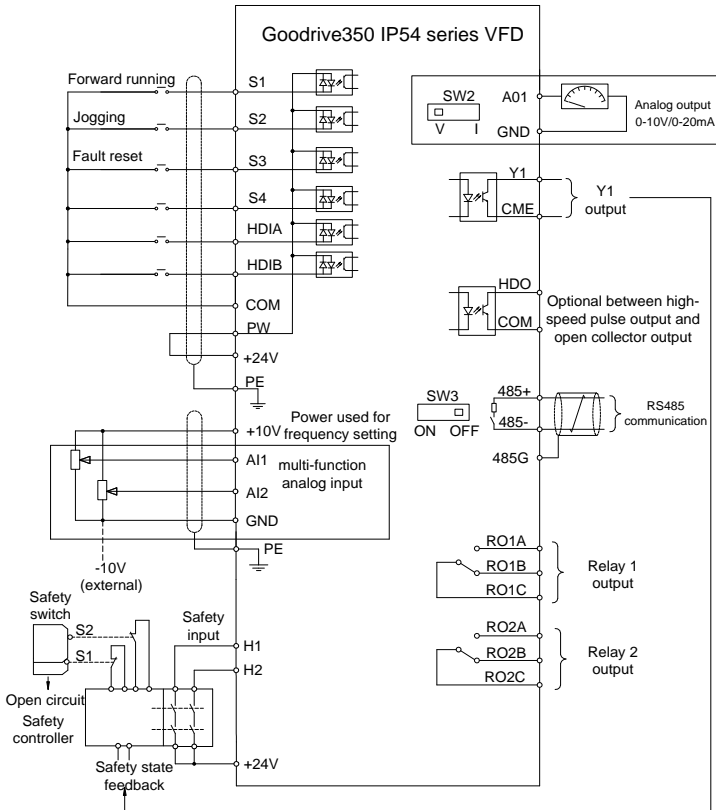 Goodrive350 IP54 series VFD
Forward running
S1
Jogging
S2
Fault reset
S3
S4
HDIA
HDIB
COM
PW
+24V
PE
Power used for
frequency setting
+10V
AI1
multi-function
analog input
AI2
GND
PE
-10V
(external)
Safety
switch
S2
S1
Open circuit
Safety
controller
Safety
input
H1
H2
+24V
Safety state
feedback
SW2
V I
A01
GND
Analog output
0-10V/0-20mA
Y1
CME
Y1
output
HDO
COM
Optional between high-
speed pulse output and
open collector output
SW3
ON OFF
485+
485-
485G
RS485
communication
RO1A
RO1B
RO1C
Relay 1
output
RO2A
RO2B
RO2C
Relay 2
output